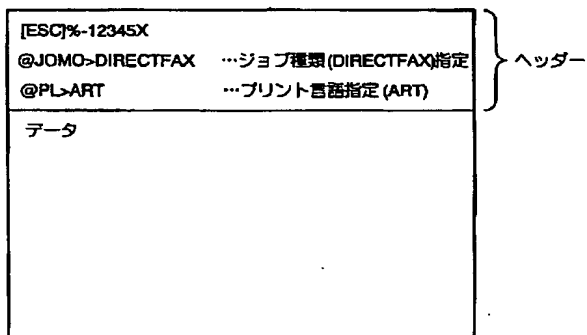 [ESC]%-12345X
@JOMO>DIRECTFAX …ジョブ種類(DIRECTFAX)指定
@PL>ART …プリント言語指定(ART)
ヘッダー
データ